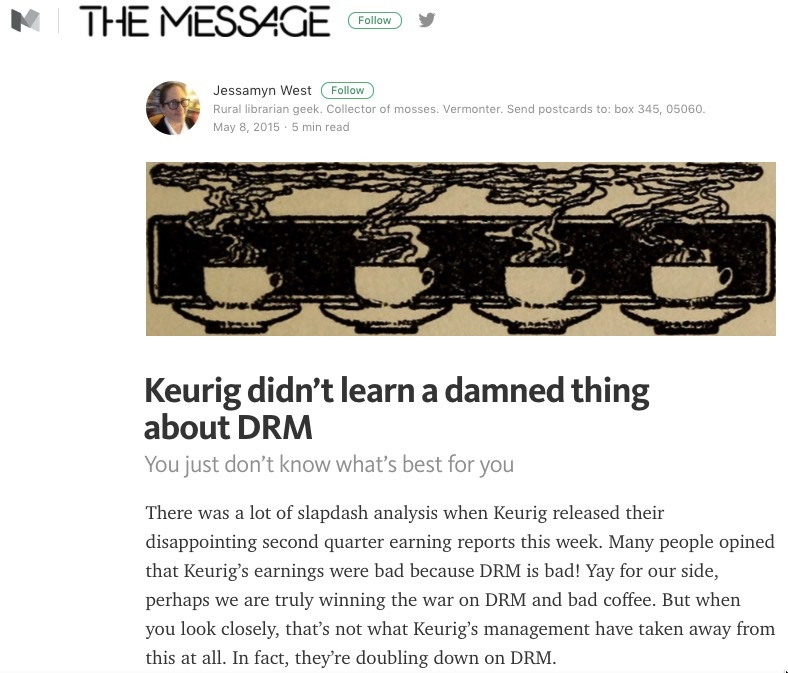 THE MESSAGE Follow
Jessamyn West Follow
Rural librarian geek. Collector of mosses. Vermonter. Send postcards to: box 345, 05060.
May 8, 2015 · 5 min read
Keurig didn’t learn a damned thing
about DRM
You just don’t know what’s best for you
There was a lot of slapdash analysis when Keurig released their
disappointing second quarter earning reports this week. Many people opined
that Keurig’s earnings were bad because DRM is bad! Yay for our side,
perhaps we are truly winning the war on DRM and bad coffee. But when
you look closely, that’s not what Keurig’s management have taken away from
this at all. In fact, they’re doubling down on DRM.